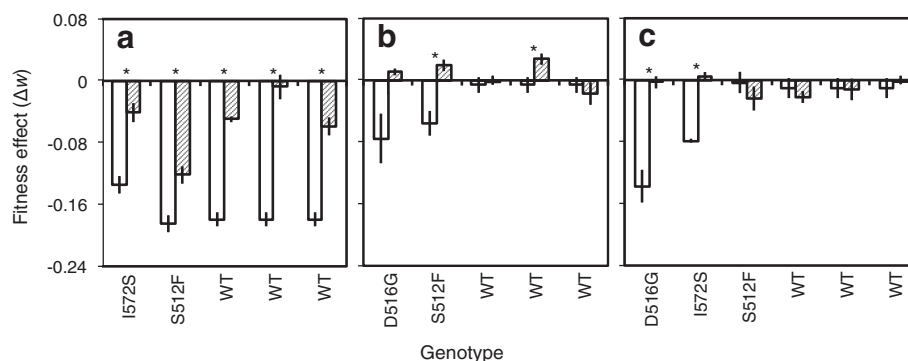 a
b
c
0.08
0
-0.08
-0.16
-0.24
Fitness effect (Δw)
* * * * *
* *
* *
I572S S512F WT WT WT
D516G S512F WT WT WT
D516G I572S S512F WT WT WT
Genotype